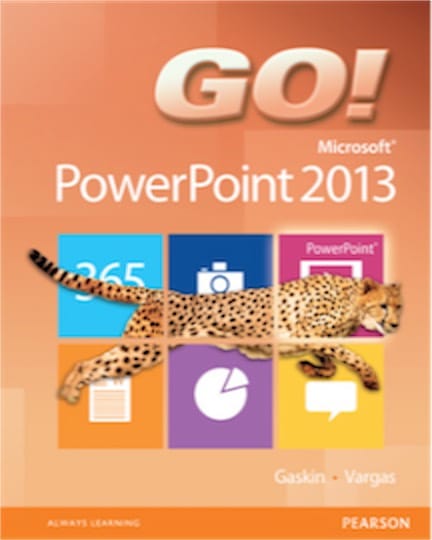 GO!
Microsoft®
PowerPoint 2013
365
PowerPoint®
Gaskin • Vargas
ALWAYS LEARNING
PEARSON